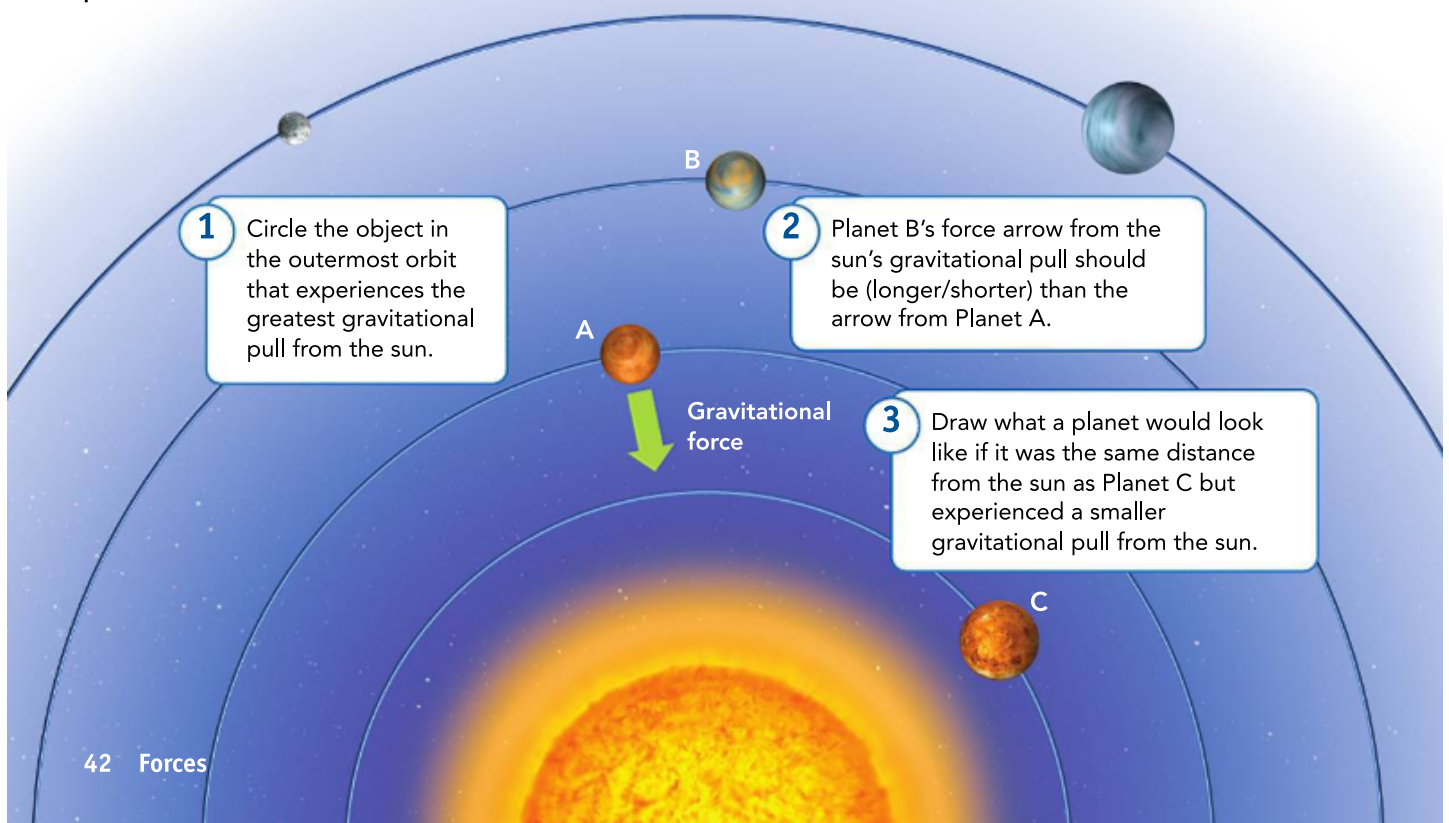 B
1
Circle the object in
the outermost orbit
that experiences the
greatest gravitational
pull from the sun.
2
Planet B’s force arrow from the
sun’s gravitational pull should
be (longer/shorter) than the
arrow from Planet A.
A
Gravitational
force
3
Draw what a planet would look
like if it was the same distance
from the sun as Planet C but
experienced a smaller
gravitational pull from the sun.
C
42 Forces